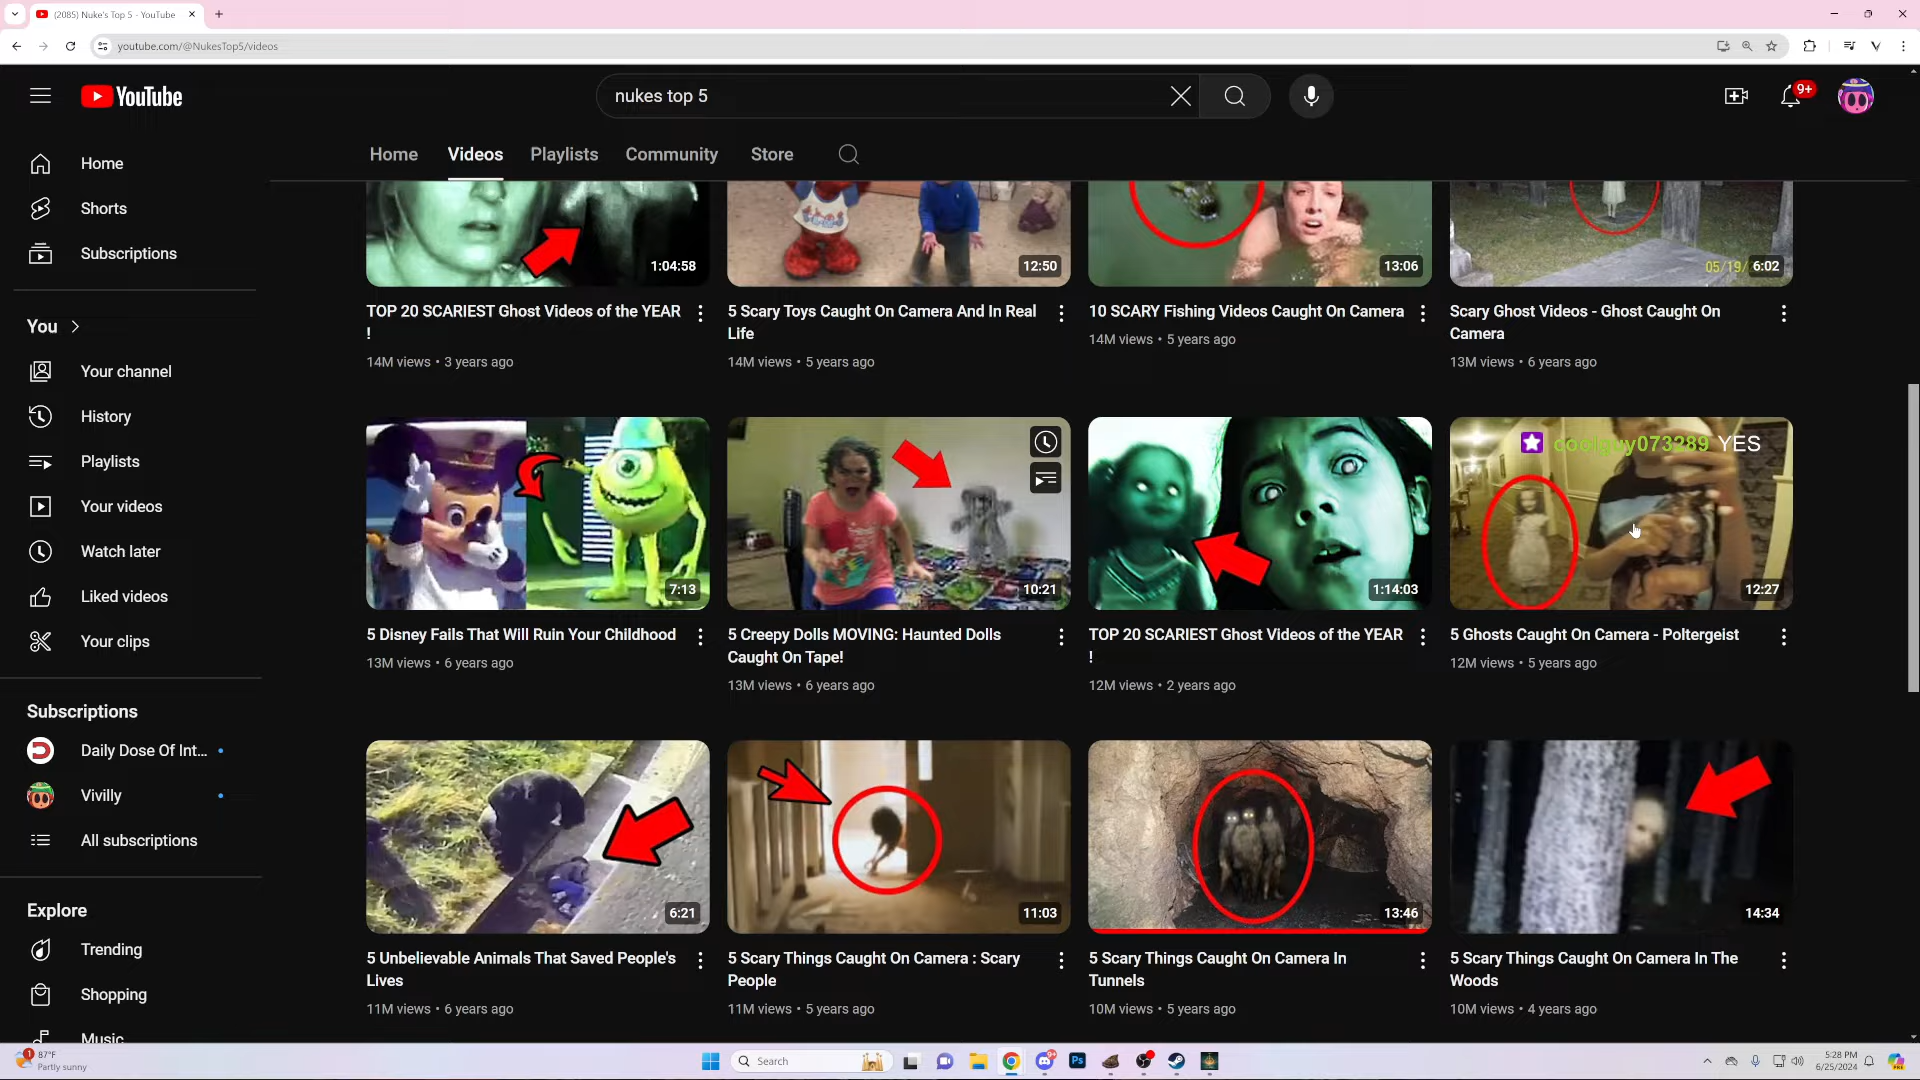 (2085) Nuke's Top 5 - YouTube
youtube.com/@NukesTop5/videos
YouTube
nukes top 5
9+
Home
Videos
Playlists
Community
Store
Home
Shorts
Subscriptions
You
Your channel
History
Playlists
Your videos
Watch later
Liked videos
Your clips
Subscriptions
Daily Dose Of Int...
Vivilly
All subscriptions
Explore
Trending
Shopping
Music
1:04:58
12:50
13:06
05/19/
6:02
TOP 20 SCARIEST Ghost Videos of the YEAR
!
14M views • 3 years ago
5 Scary Toys Caught On Camera And In Real
Life
14M views • 5 years ago
10 SCARY Fishing Videos Caught On Camera
14M views • 5 years ago
Scary Ghost Videos - Ghost Caught On
Camera
13M views • 6 years ago
7:13
10:21
1:14:03
coolguy073289 YES
12:27
5 Disney Fails That Will Ruin Your Childhood
13M views • 6 years ago
5 Creepy Dolls MOVING: Haunted Dolls
Caught On Tape!
13M views • 6 years ago
TOP 20 SCARIEST Ghost Videos of the YEAR
!
12M views • 2 years ago
5 Ghosts Caught On Camera - Poltergeist
12M views • 5 years ago
6:21
11:03
13:46
14:34
5 Unbelievable Animals That Saved People's
Lives
11M views • 6 years ago
5 Scary Things Caught On Camera : Scary
People
11M views • 5 years ago
5 Scary Things Caught On Camera In
Tunnels
10M views • 5 years ago
5 Scary Things Caught On Camera In The
Woods
10M views • 4 years ago
1
87°F
Partly sunny
Search
Ps
5:28 PM
6/25/2024